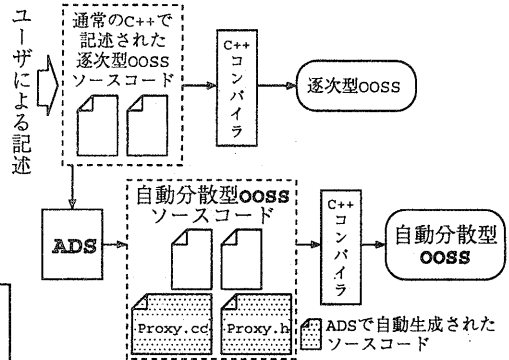 ユーザによる記述
通常のC++で
記述された
逐次型OOSS
ソースコード
C++コンパイラ
逐次型OOSS
ADS
自動分散型OOSS
ソースコード
Proxy.cc
Proxy.h
C++コンパイラ
自動分散型
OOSS
ADSで自動生成された
ソースコード